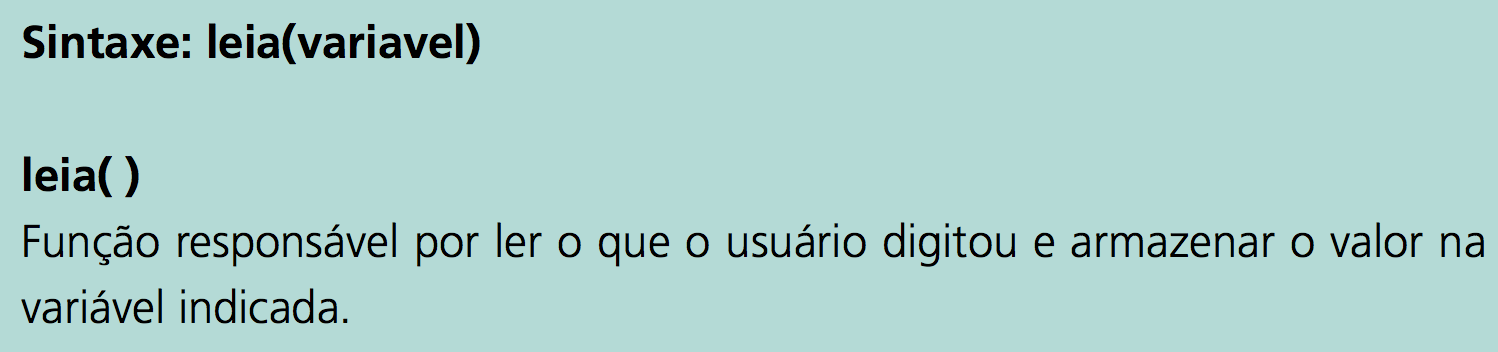 Sintaxe: leia(variavel)
leia( )
Função responsável por ler o que o usuário digitou e armazenar o valor na
variável indicada.